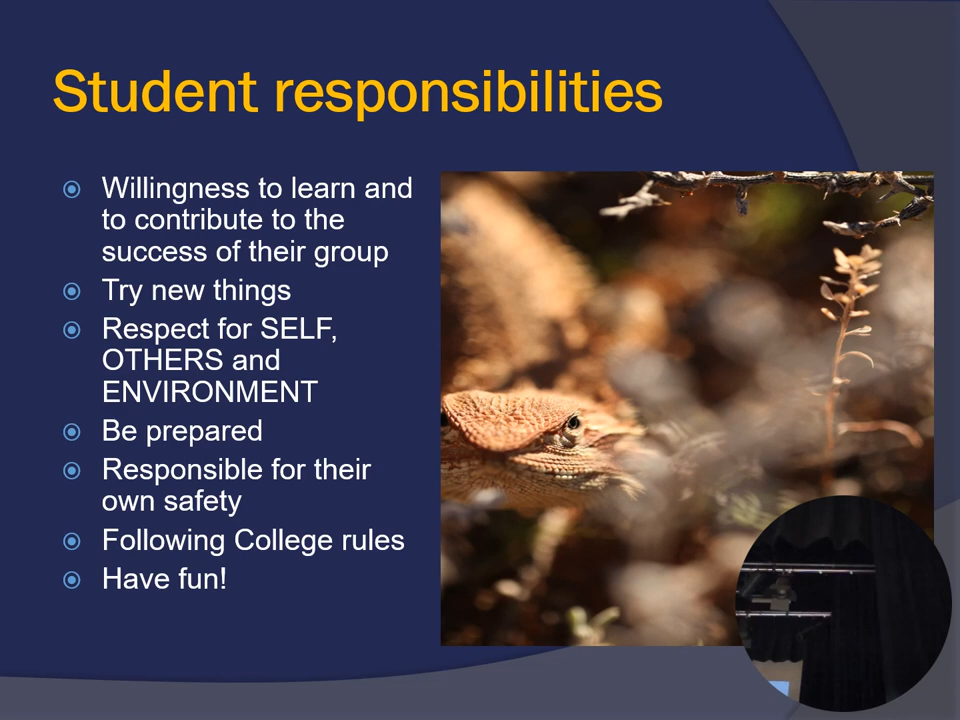 Student responsibilities
Willingness to learn and
to contribute to the
success of their group
Try new things
Respect for SELF,
OTHERS and
ENVIRONMENT
Be prepared
Responsible for their
own safety
Following College rules
Have fun!